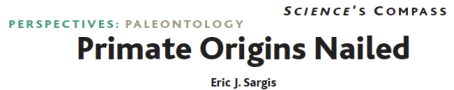 SCIENCE'S COMPASS
PERSPECTIVES: PALEONTOLOGY
Primate Origins Nailed
Eric J. Sargis